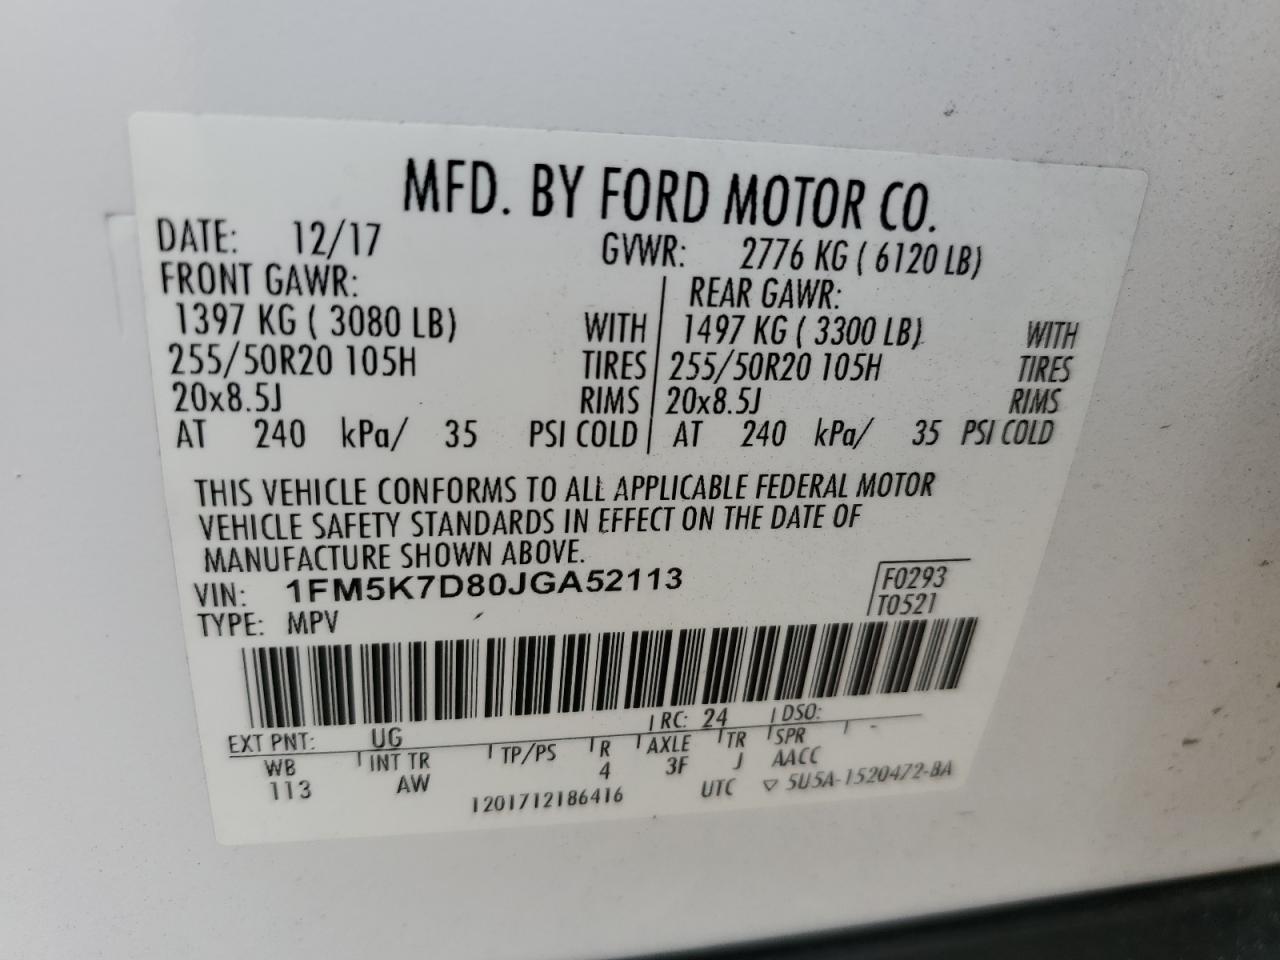 MFD. BY FORD MOTOR CO.
DATE: 12/17 GVWR: 2776 KG ( 6120 LB)
FRONT GAWR: REAR GAWR:
1397 KG ( 3080 LB) WITH 1497 KG ( 3300 LB) WITH
255/50R20 105H TIRES 255/50R20 105H TIRES
20x8.5J RIMS 20x8.5J RIMS
AT 240 kPa/ 35 PSI COLD AT 240 kPa/ 35 PSI COLD
THIS VEHICLE CONFORMS TO ALL APPLICABLE FEDERAL MOTOR
VEHICLE SAFETY STANDARDS IN EFFECT ON THE DATE OF
MANUFACTURE SHOWN ABOVE.
VIN: 1FM5K7D80JGA52113 F0293
TYPE: MPV T0521
EXT PNT: UG RC: 24 DSO:
WB INT TR TP/PS R AXLE TR SPR
113 AW 4 3F J AACC
1201712186416 UTC ▽ 5U5A-1520472-BA